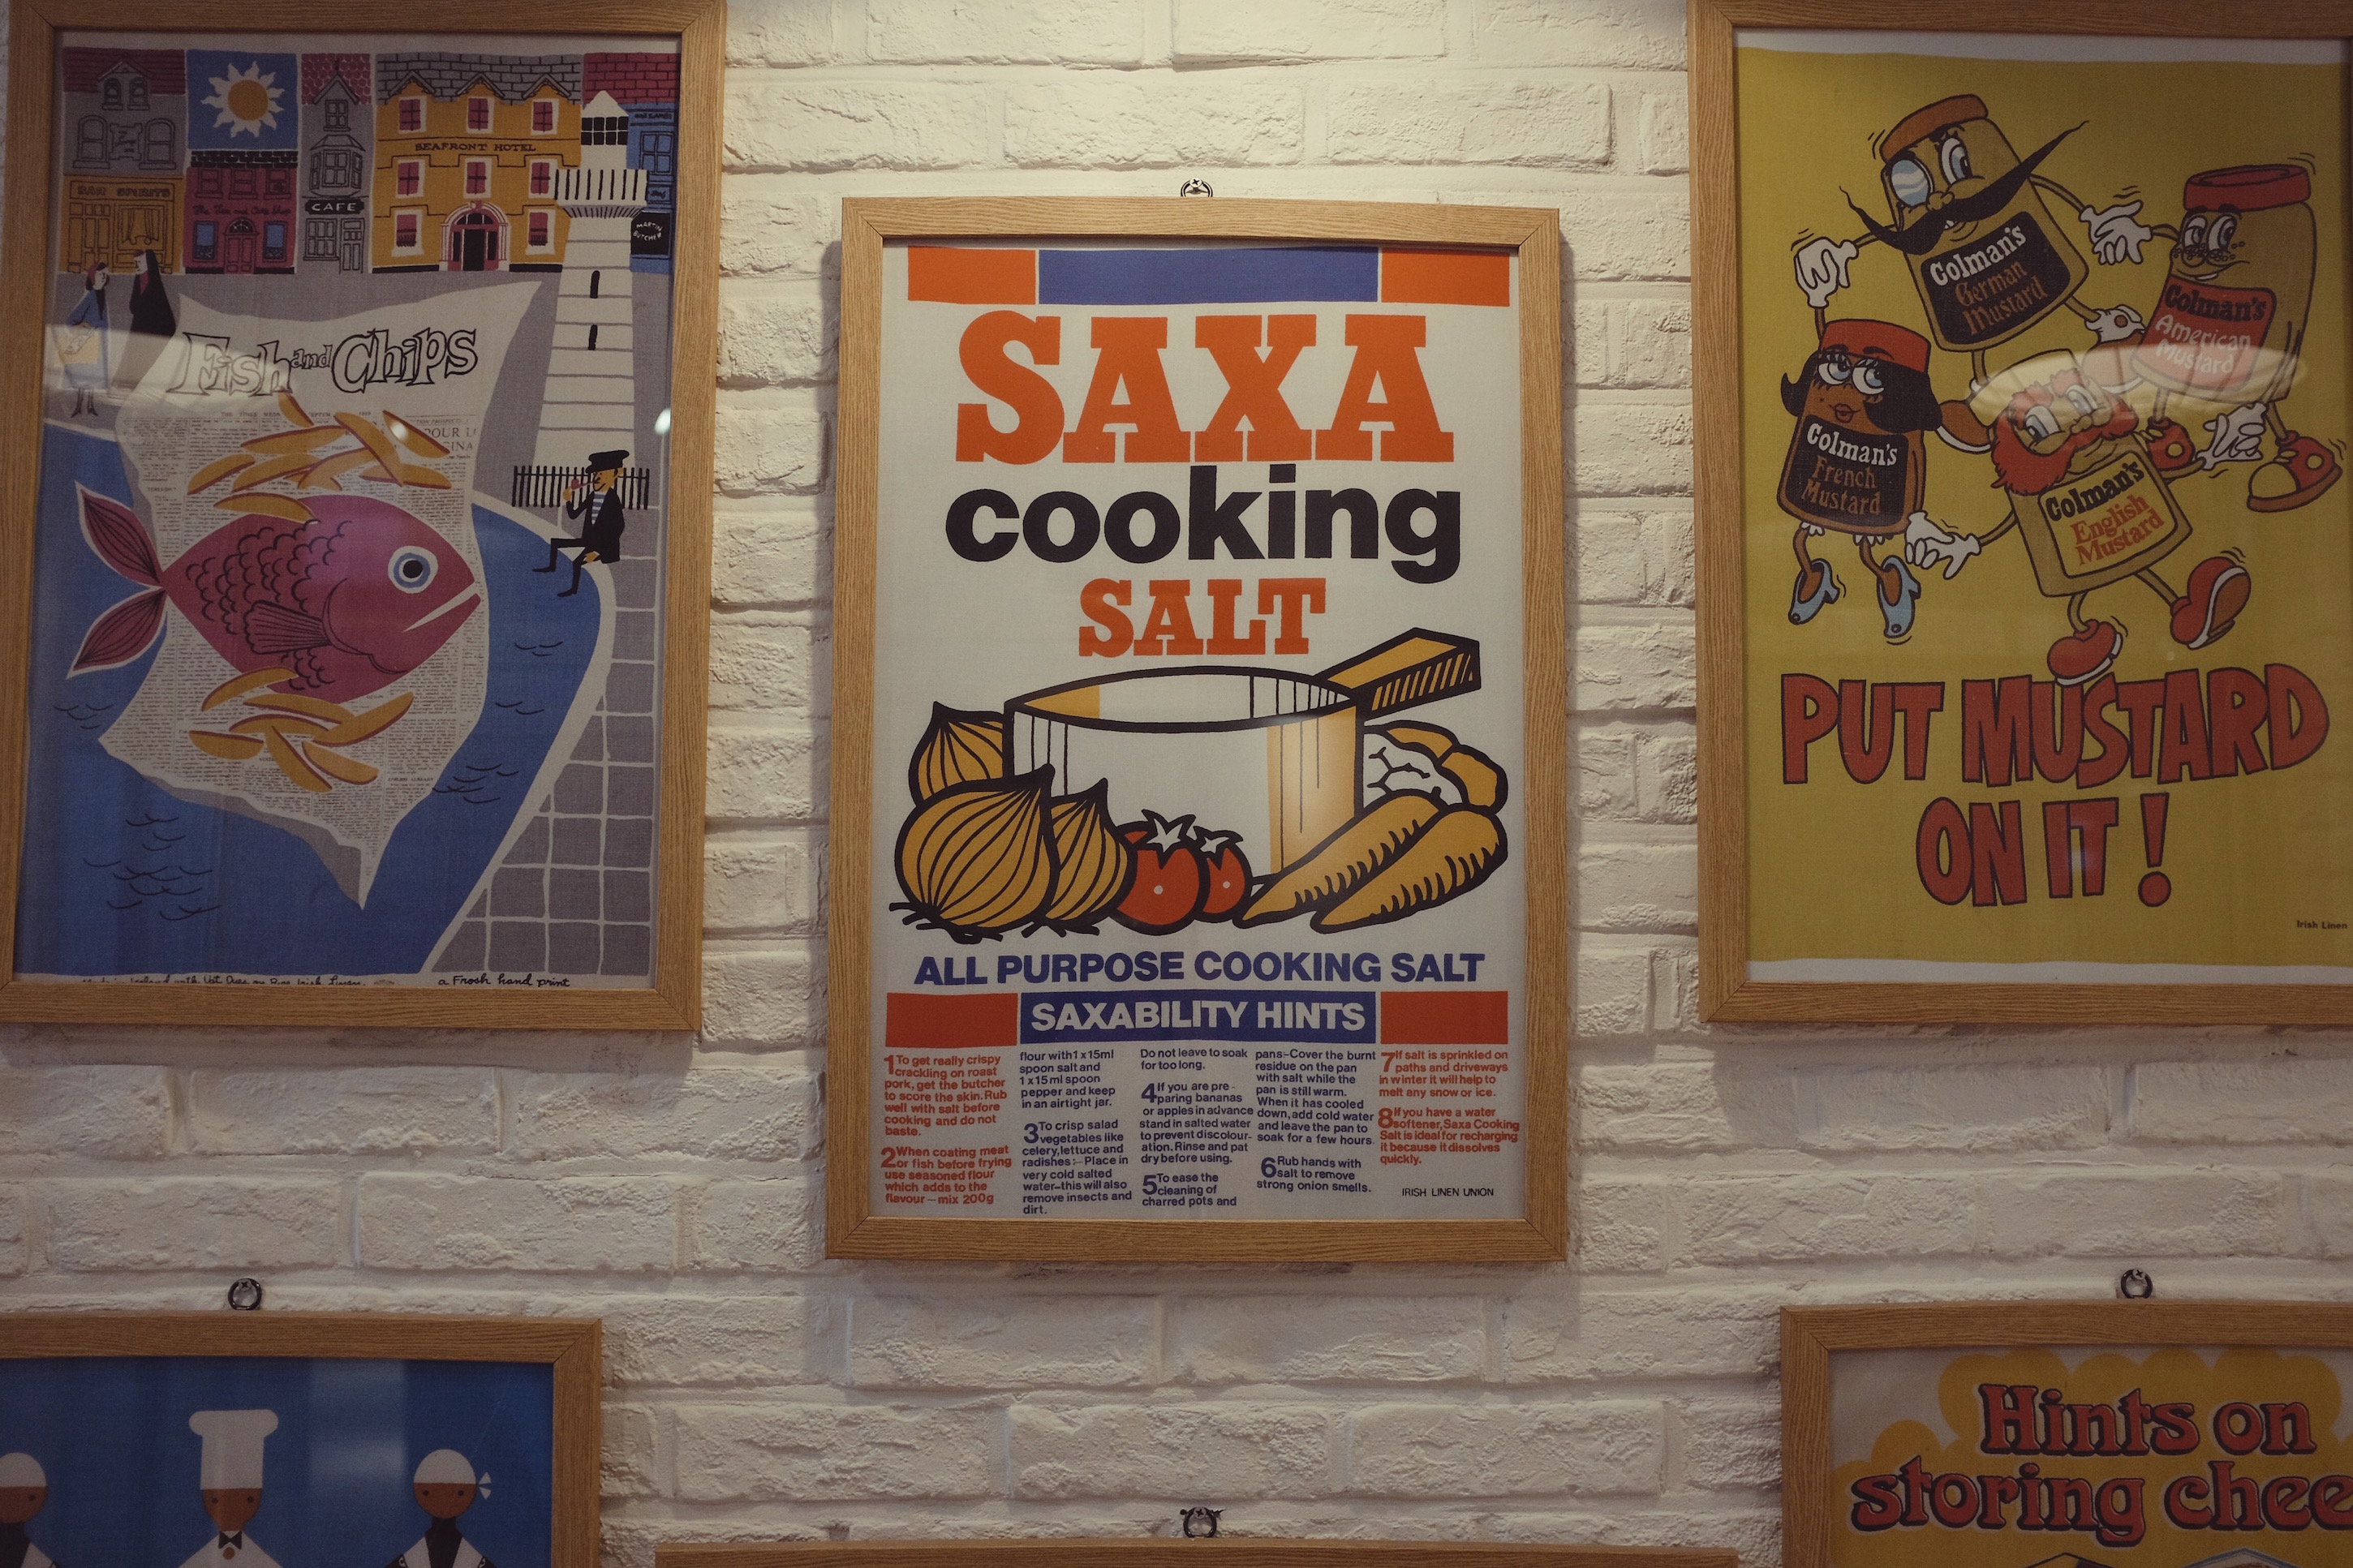 SEAFRONT HOTEL
BAR SPIRITS
CAFE
MARTIN
BUTCHER
Fish and Chips
POUR L
GINA
a Frosh hand print
SAXA
cooking
SALT
ALL PURPOSE COOKING SALT
SAXABILITY HINTS
1 To get really crispy
crackling on roast
pork, get the butcher
to score the skin. Rub
well with salt before
cooking and do not
baste.
2 When coating meat
or fish before frying
use seasoned flour
which adds to the
flavour – mix 200g
flour with 1 x 15ml
spoon salt and
1 x 15ml spoon
pepper and keep
in an airtight jar.
3 To crisp salad
vegetables like
celery, lettuce and
radishes:– Place in
very cold salted
water–this will also
remove insects and
dirt.
Do not leave to soak
for too long.
4 If you are pre-
paring bananas
or apples in advance
stand in salted water
to prevent discolour-
ation. Rinse and pat
dry before using.
5 To ease the
cleaning of
charred pots and
pans:–Cover the burnt
residue on the pan
with salt while the
pan is still warm.
When it has cooled
down, add cold water
and leave the pan to
soak for a few hours.
6 Rub hands with
salt to remove
strong onion smells.
7 If salt is sprinkled on
paths and driveways
in winter it will help to
melt any snow or ice.
8 If you have a water
softener, Saxa Cooking
Salt is ideal for recharging
it because it dissolves
quickly.
IRISH LINEN UNION
Colman's
German
Mustard
Colman's
American
Mustard
Colman's
French
Mustard
Colman's
English
Mustard
PUT MUSTARD
ON IT !
Irish Linen
Hints on
storing chee